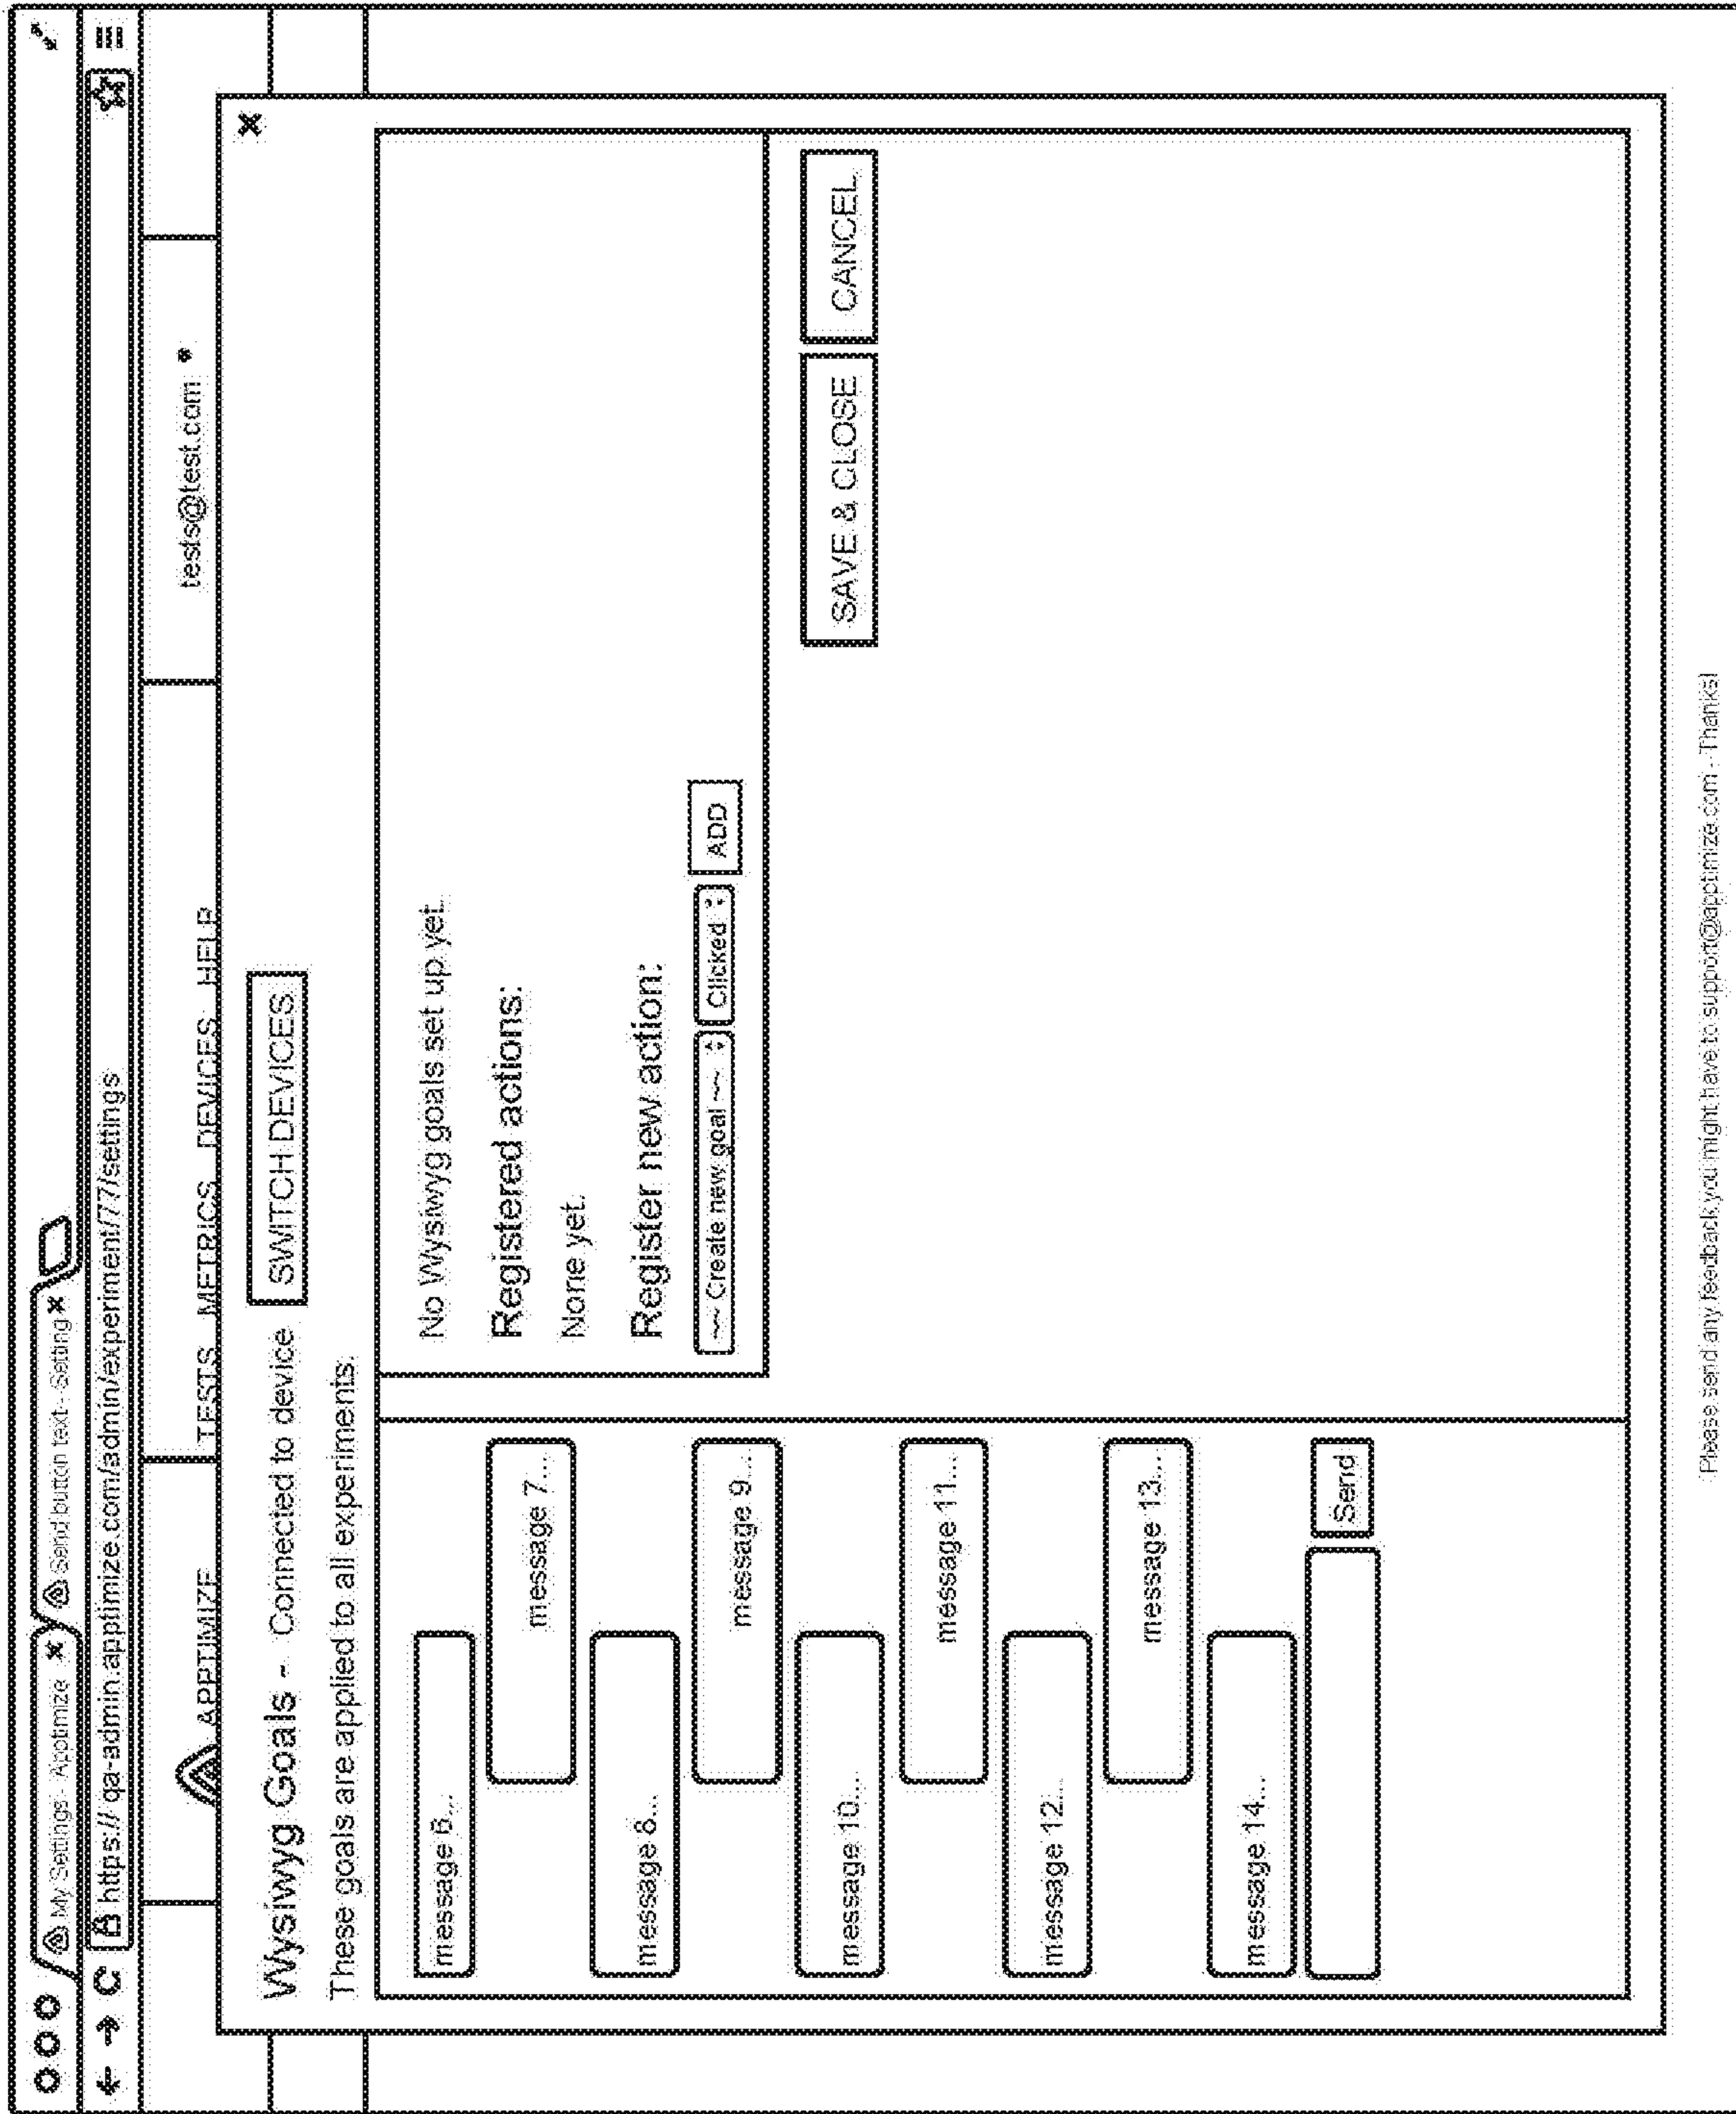 My Settings - Apptimize
Send button text - Setting
https:// qa-admin.apptimize.com/admin/experiment/77/settings
APPTIMIZE TESTS METRICS DEVICES HELP tests@test.com
Wysiwyg Goals - Connected to device SWITCH DEVICES
These goals are applied to all experiments.
message 6...
message 7...
message 8...
message 9...
message 10...
message 11...
message 12...
message 13...
message 14...
Send
No Wysiwyg goals set up yet.
Registered actions:
None yet.
Register new action:
~~ Create new goal ~~ Clicked ADD
SAVE & CLOSE CANCEL
Please send any feedback you might have to support@apptimize.com - Thanks!